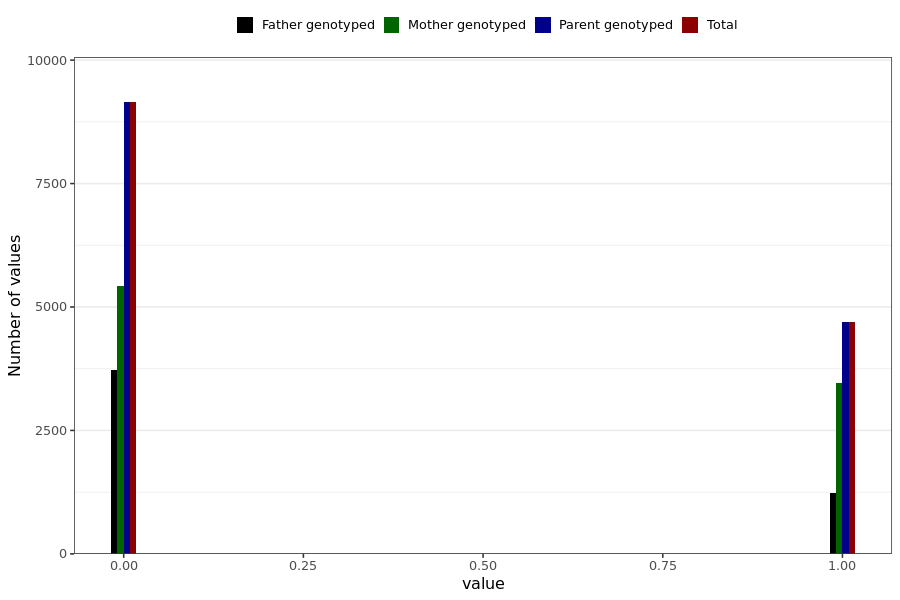 Father genotyped Mother genotyped Parent genotyped Total
10000
7500
5000
2500
0
Number of values
0.00 0.25 0.50 0.75 1.00
value